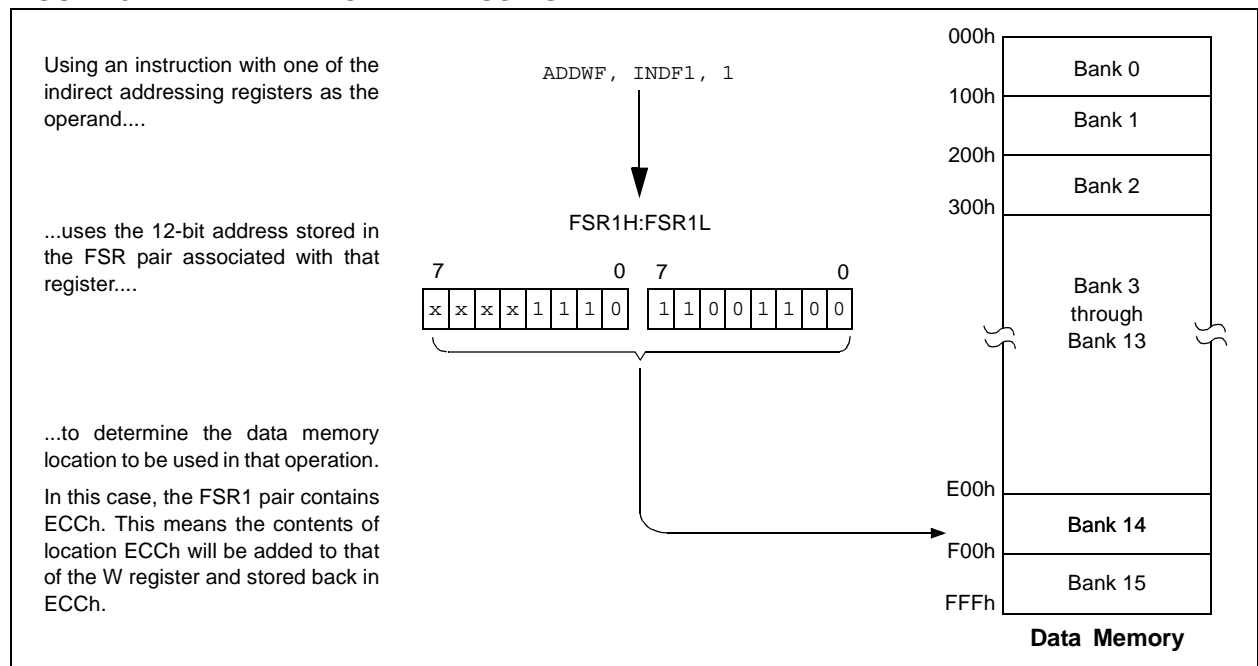 Using an instruction with one of the
indirect addressing registers as the
operand....
ADDWF, INDF1, 1
...uses the 12-bit address stored in
the FSR pair associated with that
register....
FSR1H:FSR1L
7 0 7 0
x x x x 1 1 1 0 1 1 0 0 1 1 0 0
...to determine the data memory
location to be used in that operation.
In this case, the FSR1 pair contains
ECCh. This means the contents of
location ECCh will be added to that
of the W register and stored back in
ECCh.
000h
Bank 0
100h
Bank 1
200h
Bank 2
300h
Bank 3
through
Bank 13
E00h
Bank 14
F00h
Bank 15
FFFh
Data Memory